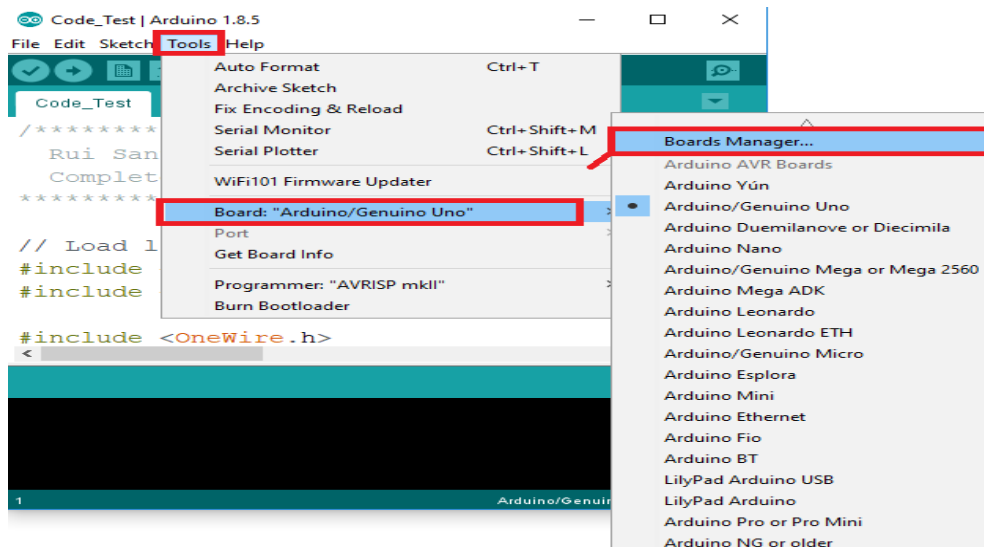 Code_Test | Arduino 1.8.5
File Edit Sketch Tools Help
Code_Test
/********
Rui San
Complet
*********
// Load l
#include
#include
#include <OneWire.h>
Auto Format Ctrl+T
Archive Sketch
Fix Encoding & Reload
Serial Monitor Ctrl+Shift+M
Serial Plotter Ctrl+Shift+L
WiFi101 Firmware Updater
Board: "Arduino/Genuino Uno"
Port
Get Board Info
Programmer: "AVRISP mkII"
Burn Bootloader
Boards Manager...
Arduino AVR Boards
Arduino Yún
Arduino/Genuino Uno
Arduino Duemilanove or Diecimila
Arduino Nano
Arduino/Genuino Mega or Mega 2560
Arduino Mega ADK
Arduino Leonardo
Arduino Leonardo ETH
Arduino/Genuino Micro
Arduino Esplora
Arduino Mini
Arduino Ethernet
Arduino Fio
Arduino BT
LilyPad Arduino USB
LilyPad Arduino
Arduino Pro or Pro Mini
Arduino NG or older
1 Arduino/Genuin